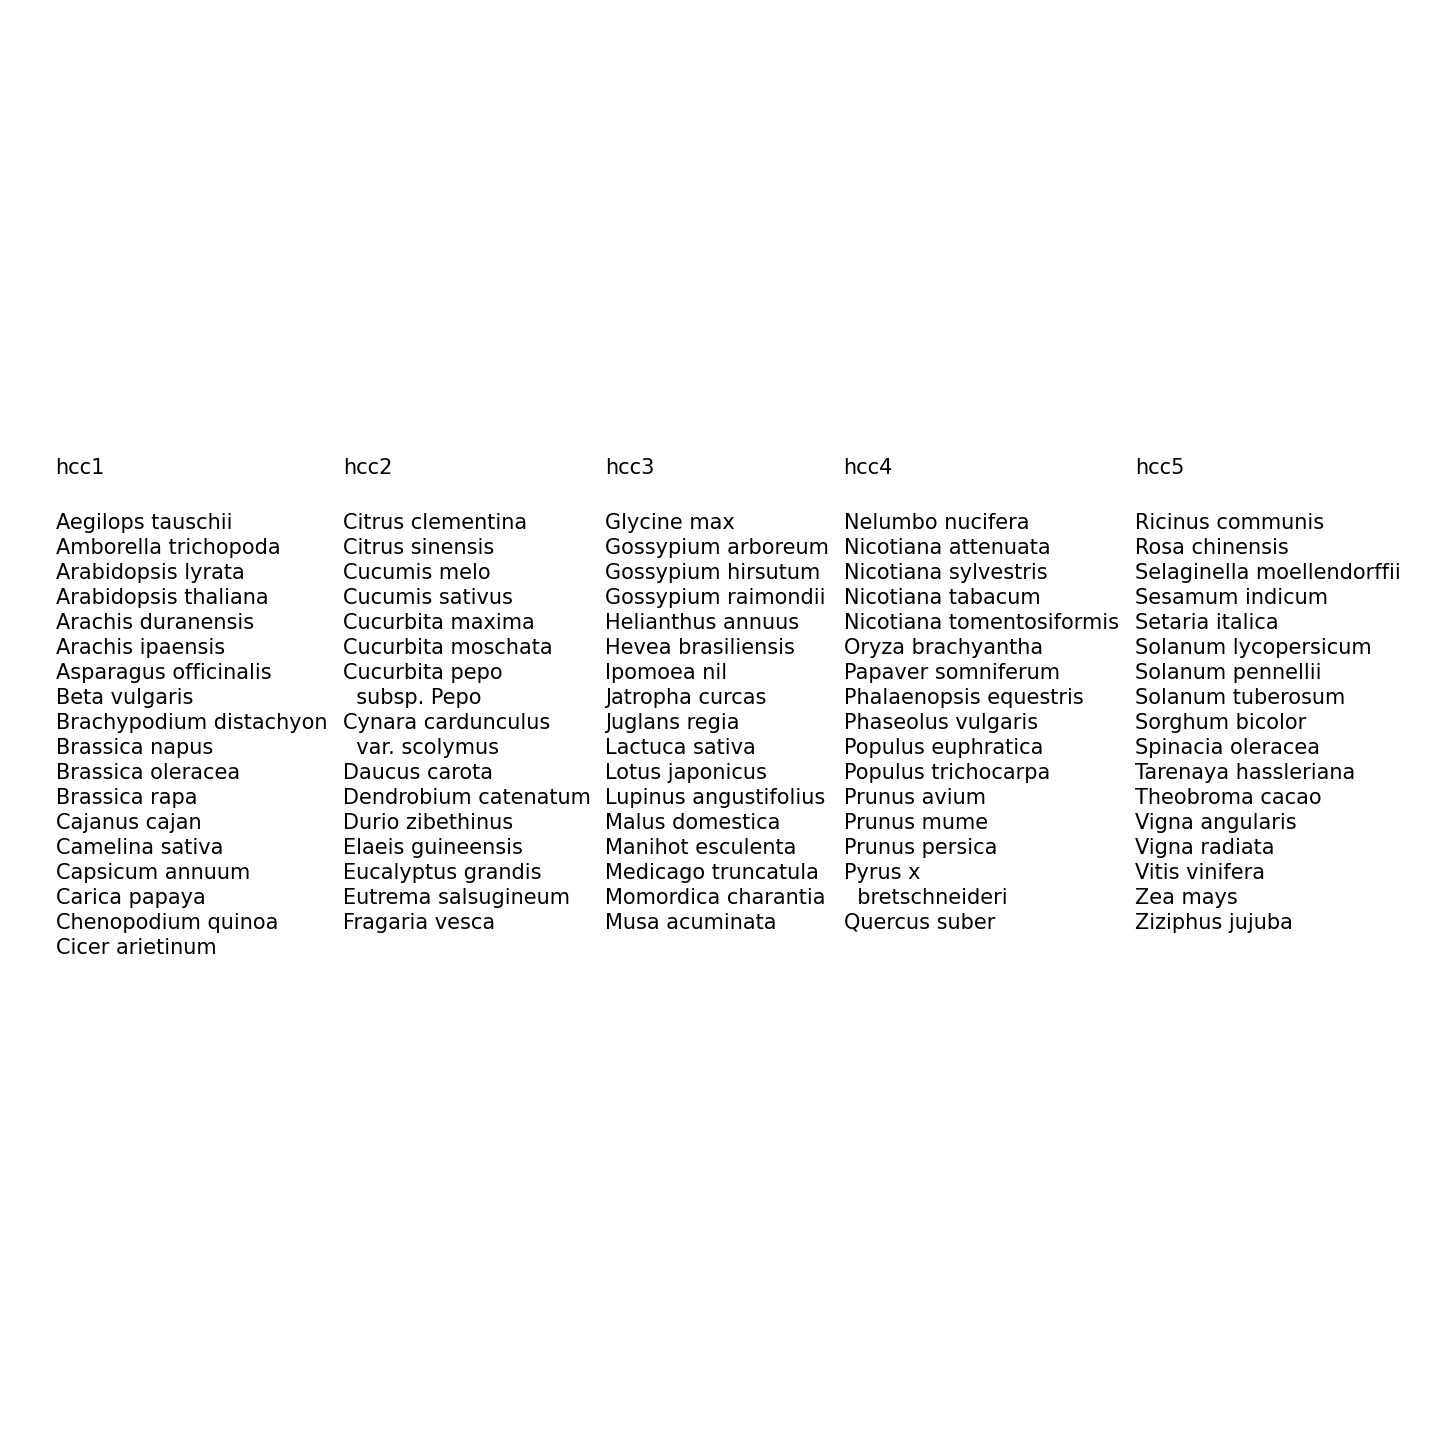 hcc1
Aegilops tauschii
Amborella trichopoda
Arabidopsis lyrata
Arabidopsis thaliana
Arachis duranensis
Arachis ipaensis
Asparagus officinalis
Beta vulgaris
Brachypodium distachyon
Brassica napus
Brassica oleracea
Brassica rapa
Cajanus cajan
Camelina sativa
Capsicum annuum
Carica papaya
Chenopodium quinoa
Cicer arietinum
hcc2
Citrus clementina
Citrus sinensis
Cucumis melo
Cucumis sativus
Cucurbita maxima
Cucurbita moschata
Cucurbita pepo
subsp. Pepo
Cynara cardunculus
var. scolymus
Daucus carota
Dendrobium catenatum
Durio zibethinus
Elaeis guineensis
Eucalyptus grandis
Eutrema salsugineum
Fragaria vesca
hcc3
Glycine max
Gossypium arboreum
Gossypium hirsutum
Gossypium raimondii
Helianthus annuus
Hevea brasiliensis
Ipomoea nil
Jatropha curcas
Juglans regia
Lactuca sativa
Lotus japonicus
Lupinus angustifolius
Malus domestica
Manihot esculenta
Medicago truncatula
Momordica charantia
Musa acuminata
hcc4
Nelumbo nucifera
Nicotiana attenuata
Nicotiana sylvestris
Nicotiana tabacum
Nicotiana tomentosiformis
Oryza brachyantha
Papaver somniferum
Phalaenopsis equestris
Phaseolus vulgaris
Populus euphratica
Populus trichocarpa
Prunus avium
Prunus mume
Prunus persica
Pyrus x
bretschneideri
Quercus suber
hcc5
Ricinus communis
Rosa chinensis
Selaginella moellendorffii
Sesamum indicum
Setaria italica
Solanum lycopersicum
Solanum pennellii
Solanum tuberosum
Sorghum bicolor
Spinacia oleracea
Tarenaya hassleriana
Theobroma cacao
Vigna angularis
Vigna radiata
Vitis vinifera
Zea mays
Ziziphus jujuba